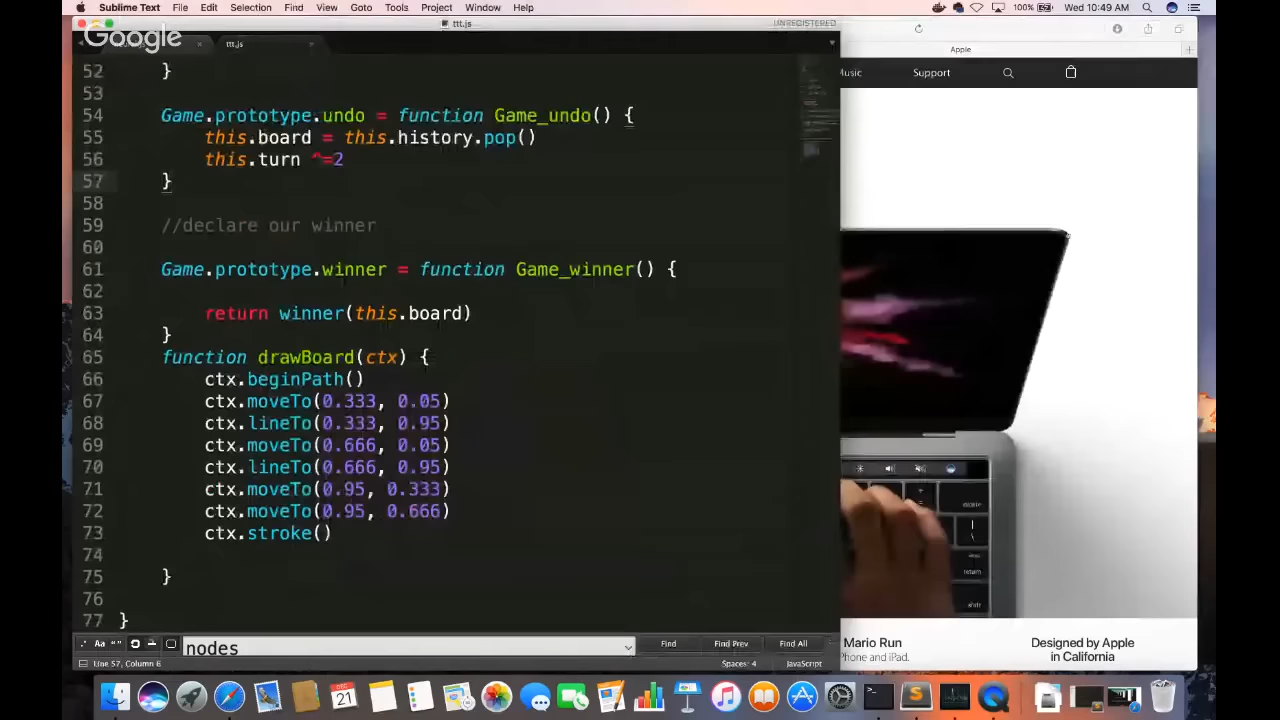 Sublime Text File Edit Selection Find View Goto Tools Project Window Help 100% Wed 10:49 AM
ttt.js UNREGISTERED
Google
ttt.js
Apple
Music Support
52 }
53
54 Game.prototype.undo = function Game_undo() {
55 this.board = this.history.pop()
56 this.turn ^=2
57 }
58
59 //declare our winner
60
61 Game.prototype.winner = function Game_winner() {
62
63 return winner(this.board)
64 }
65 function drawBoard(ctx) {
66 ctx.beginPath()
67 ctx.moveTo(0.333, 0.05)
68 ctx.lineTo(0.333, 0.95)
69 ctx.moveTo(0.666, 0.05)
70 ctx.lineTo(0.666, 0.95)
71 ctx.moveTo(0.95, 0.333)
72 ctx.moveTo(0.95, 0.666)
73 ctx.stroke()
74
75 }
76
77 }
.* Aa “” nodes Find Find Prev Find All
Line 57, Column 6 Spaces: 4 JavaScript
Mario Run
Phone and iPad.
Designed by Apple
in California
DEC
21